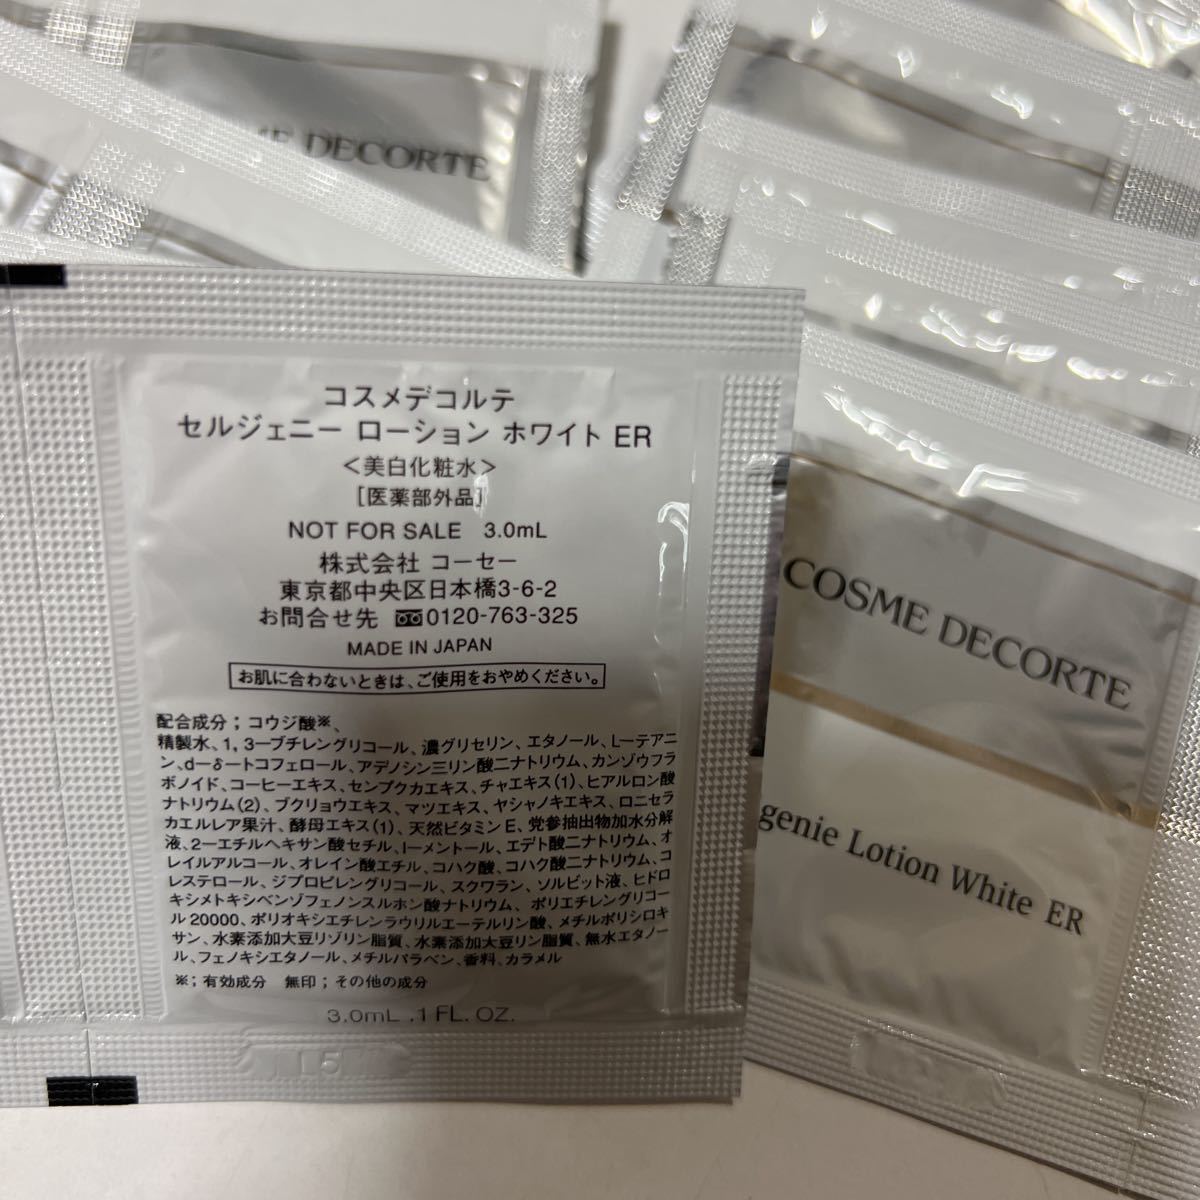 ME DECORTE
コスメデコルテ
セルジェニー ローション ホワイト ER
＜美白化粧水＞
［医薬部外品］
NOT FOR SALE 3.0mL
株式会社 コーセー
東京都中央区日本橋3-6-2
お問合せ先 0120-763-325
MADE IN JAPAN
お肌に合わないときは、ご使用をおやめください。
配合成分；コウジ酸※、
精製水、1，3ーブチレングリコール、濃グリセリン、エタノール、Lーテアニ
ン、dーδートコフェロール、アデノシン三リン酸二ナトリウム、カンゾウフラ
ボノイド、コーヒーエキス、センプクカエキス、チャエキス（1）、ヒアルロン酸
ナトリウム（2）、ブクリョウエキス、マツエキス、ヤシャノキエキス、ロニセラ
カエルレア果汁、酵母エキス（1）、天然ビタミンE、党参抽出物加水分解
液、2ーエチルヘキサン酸セチル、lーメントール、エデト酸二ナトリウム、オ
レイルアルコール、オレイン酸エチル、コハク酸、コハク酸二ナトリウム、コ
レステロール、ジプロピレングリコール、スクワラン、ソルビット液、ヒドロ
キシメトキシベンゾフェノンスルホン酸ナトリウム、ポリエチレングリコー
ル20000、ポリオキシエチレンラウリルエーテルリン酸、メチルポリシロキ
サン、水素添加大豆リゾリン脂質、水素添加大豆リン脂質、無水エタノー
ル、フェノキシエタノール、メチルパラベン、香料、カラメル
※；有効成分 無印；その他の成分
3.0mL .1 FL. OZ.
COSME DECORTE
genie Lotion White ER